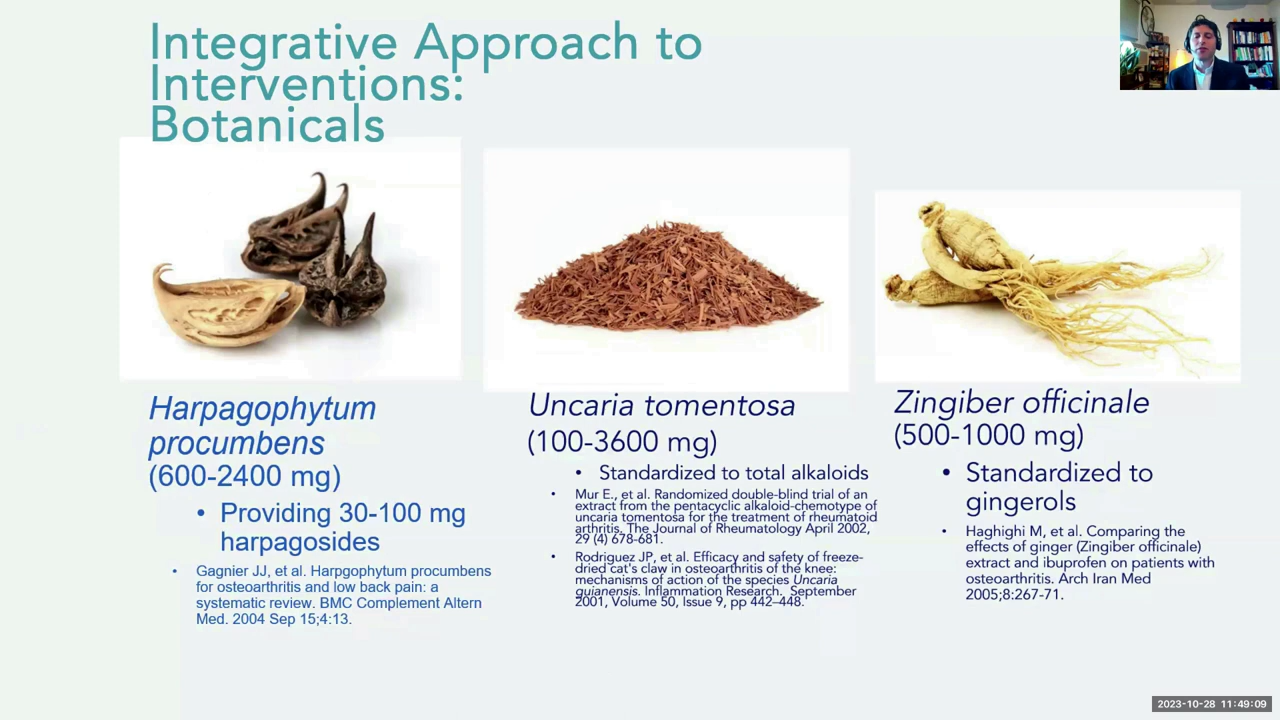 Integrative Approach to
Interventions:
Botanicals
Harpagophytum
procumbens
(600-2400 mg)
• Providing 30-100 mg
harpagosides
• Gagnier JJ, et al. Harpgophytum procumbens
for osteoarthritis and low back pain: a
systematic review. BMC Complement Altern
Med. 2004 Sep 15;4:13.
Uncaria tomentosa
(100-3600 mg)
• Standardized to total alkaloids
• Mur E., et al. Randomized double-blind trial of an
extract from the pentacyclic alkaloid-chemotype of
uncaria tomentosa for the treatment of rheumatoid
arthritis. The Journal of Rheumatology April 2002,
29 (4) 678-681.
• Rodriguez JP, et al. Efficacy and safety of freeze-
dried cat's claw in osteoarthritis of the knee:
mechanisms of action of the species Uncaria
guianensis. Inflammation Research. September
2001, Volume 50, Issue 9, pp 442–448.
Zingiber officinale
(500-1000 mg)
• Standardized to
gingerols
• Haghighi M, et al. Comparing the
effects of ginger (Zingiber officinale)
extract and ibuprofen on patients with
osteoarthritis. Arch Iran Med
2005;8:267-71.
2023-10-28 11:49:09